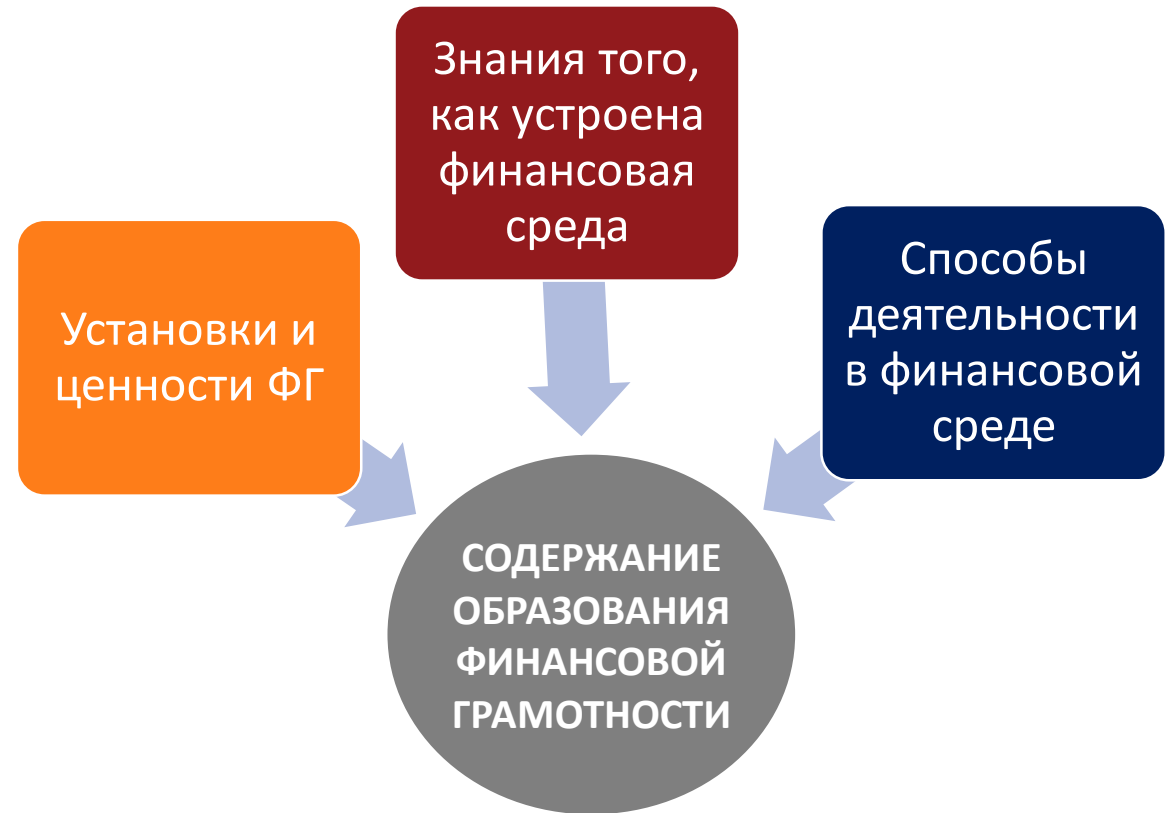 Знания того,
как устроена
финансовая
среда
Установки и
ценности ФГ
Способы
деятельности
в финансовой
среде
СОДЕРЖАНИЕ
ОБРАЗОВАНИЯ
ФИНАНСОВОЙ
ГРАМОТНОСТИ